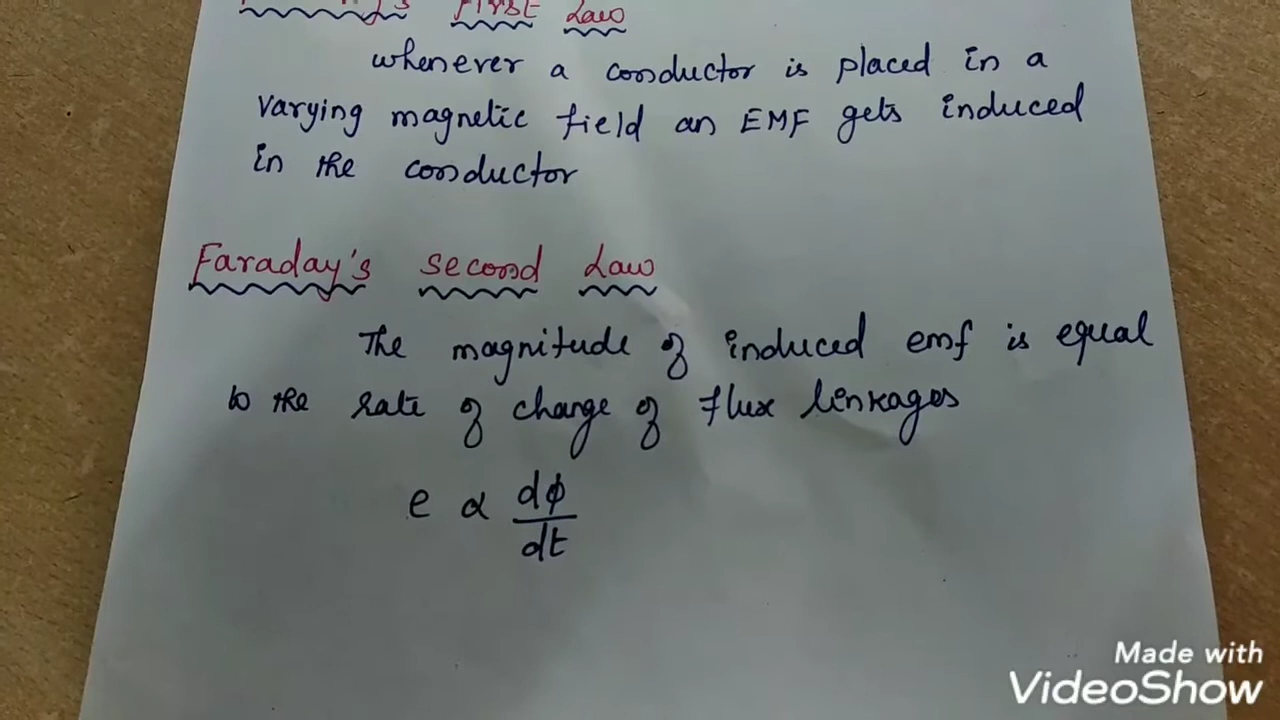 First Law
whenever a conductor is placed in a
varying magnetic field an EMF gets induced
in the conductor
Faraday's second Law
The magnitude of induced emf is equal
to the rate of change of flux linkages
e ∝ dϕ/dt
Made with
VideoShow